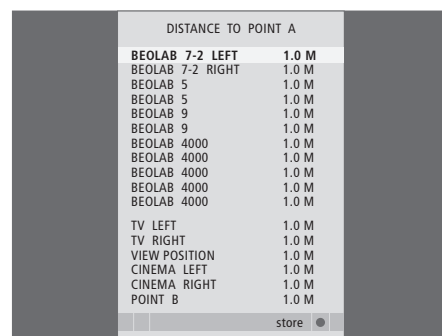 DISTANCE TO POINT A
BEOLAB 7-2 LEFT 1.0 M
BEOLAB 7-2 RIGHT 1.0 M
BEOLAB 5 1.0 M
BEOLAB 5 1.0 M
BEOLAB 9 1.0 M
BEOLAB 9 1.0 M
BEOLAB 4000 1.0 M
BEOLAB 4000 1.0 M
BEOLAB 4000 1.0 M
BEOLAB 4000 1.0 M
BEOLAB 4000 1.0 M
TV LEFT 1.0 M
TV RIGHT 1.0 M
VIEW POSITION 1.0 M
CINEMA LEFT 1.0 M
CINEMA RIGHT 1.0 M
POINT B 1.0 M
store